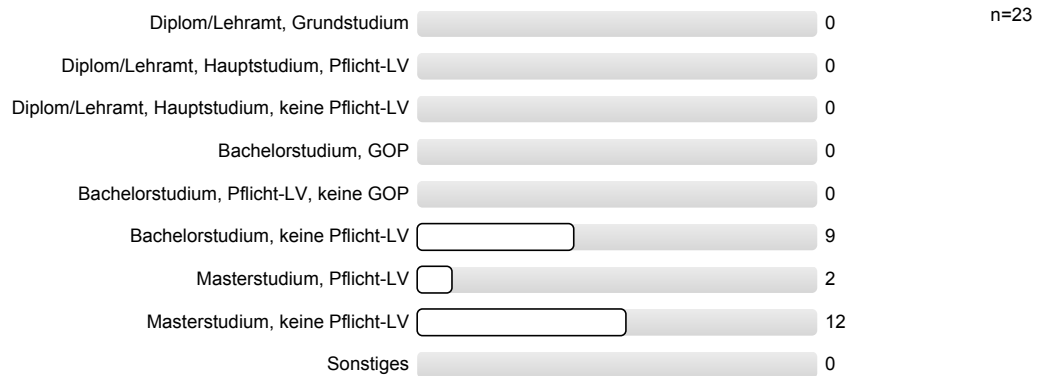 Diplom/Lehramt, Grundstudium 0 n=23
Diplom/Lehramt, Hauptstudium, Pflicht-LV 0
Diplom/Lehramt, Hauptstudium, keine Pflicht-LV 0
Bachelorstudium, GOP 0
Bachelorstudium, Pflicht-LV, keine GOP 0
Bachelorstudium, keine Pflicht-LV 9
Masterstudium, Pflicht-LV 2
Masterstudium, keine Pflicht-LV 12
Sonstiges 0